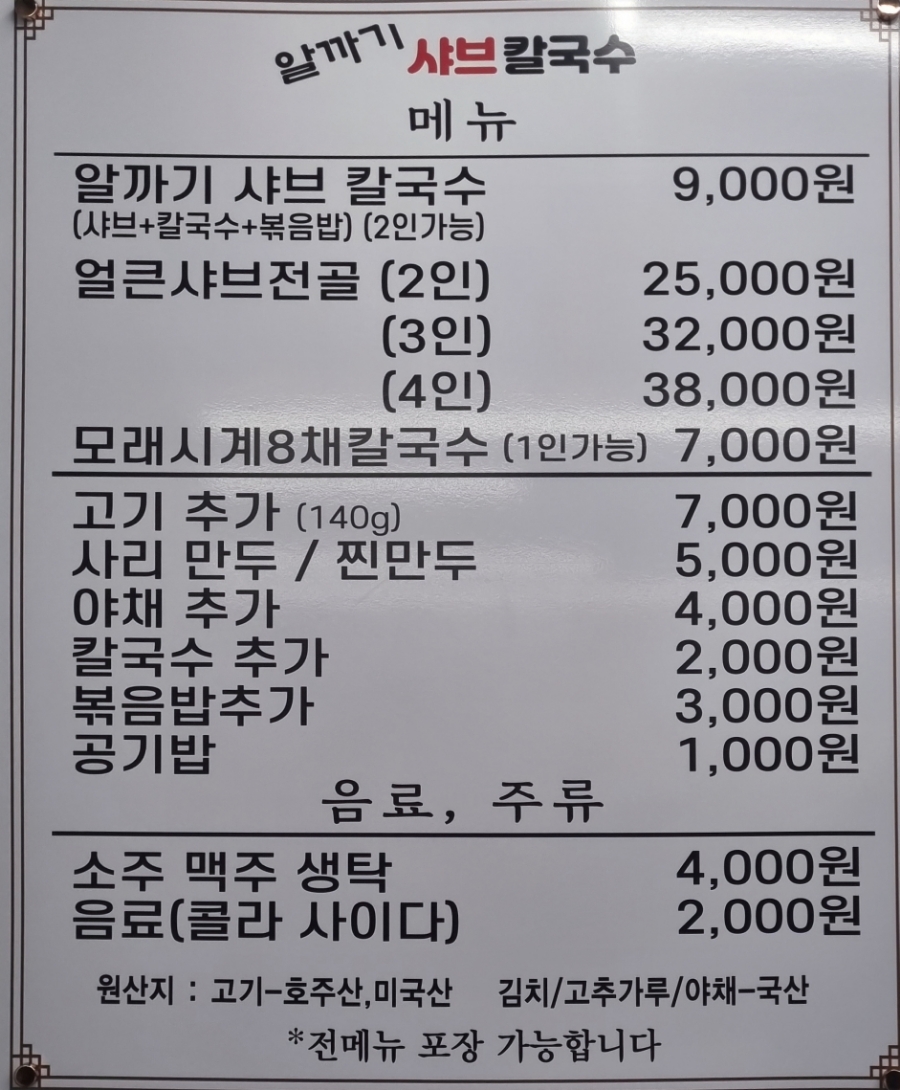 알까기 샤브칼국수
메뉴
알까기 샤브 칼국수 9,000원
(샤브+칼국수+볶음밥) (2인가능)
얼큰샤브전골 (2인) 25,000원
(3인) 32,000원
(4인) 38,000원
모래시계8채칼국수 (1인가능) 7,000원
고기 추가 (140g) 7,000원
사리 만두 / 찐만두 5,000원
야채 추가 4,000원
칼국수 추가 2,000원
볶음밥추가 3,000원
공기밥 1,000원
음료, 주류
소주 맥주 생탁 4,000원
음료(콜라 사이다) 2,000원
원산지 : 고기-호주산,미국산 김치/고추가루/야채-국산
*전메뉴 포장 가능합니다